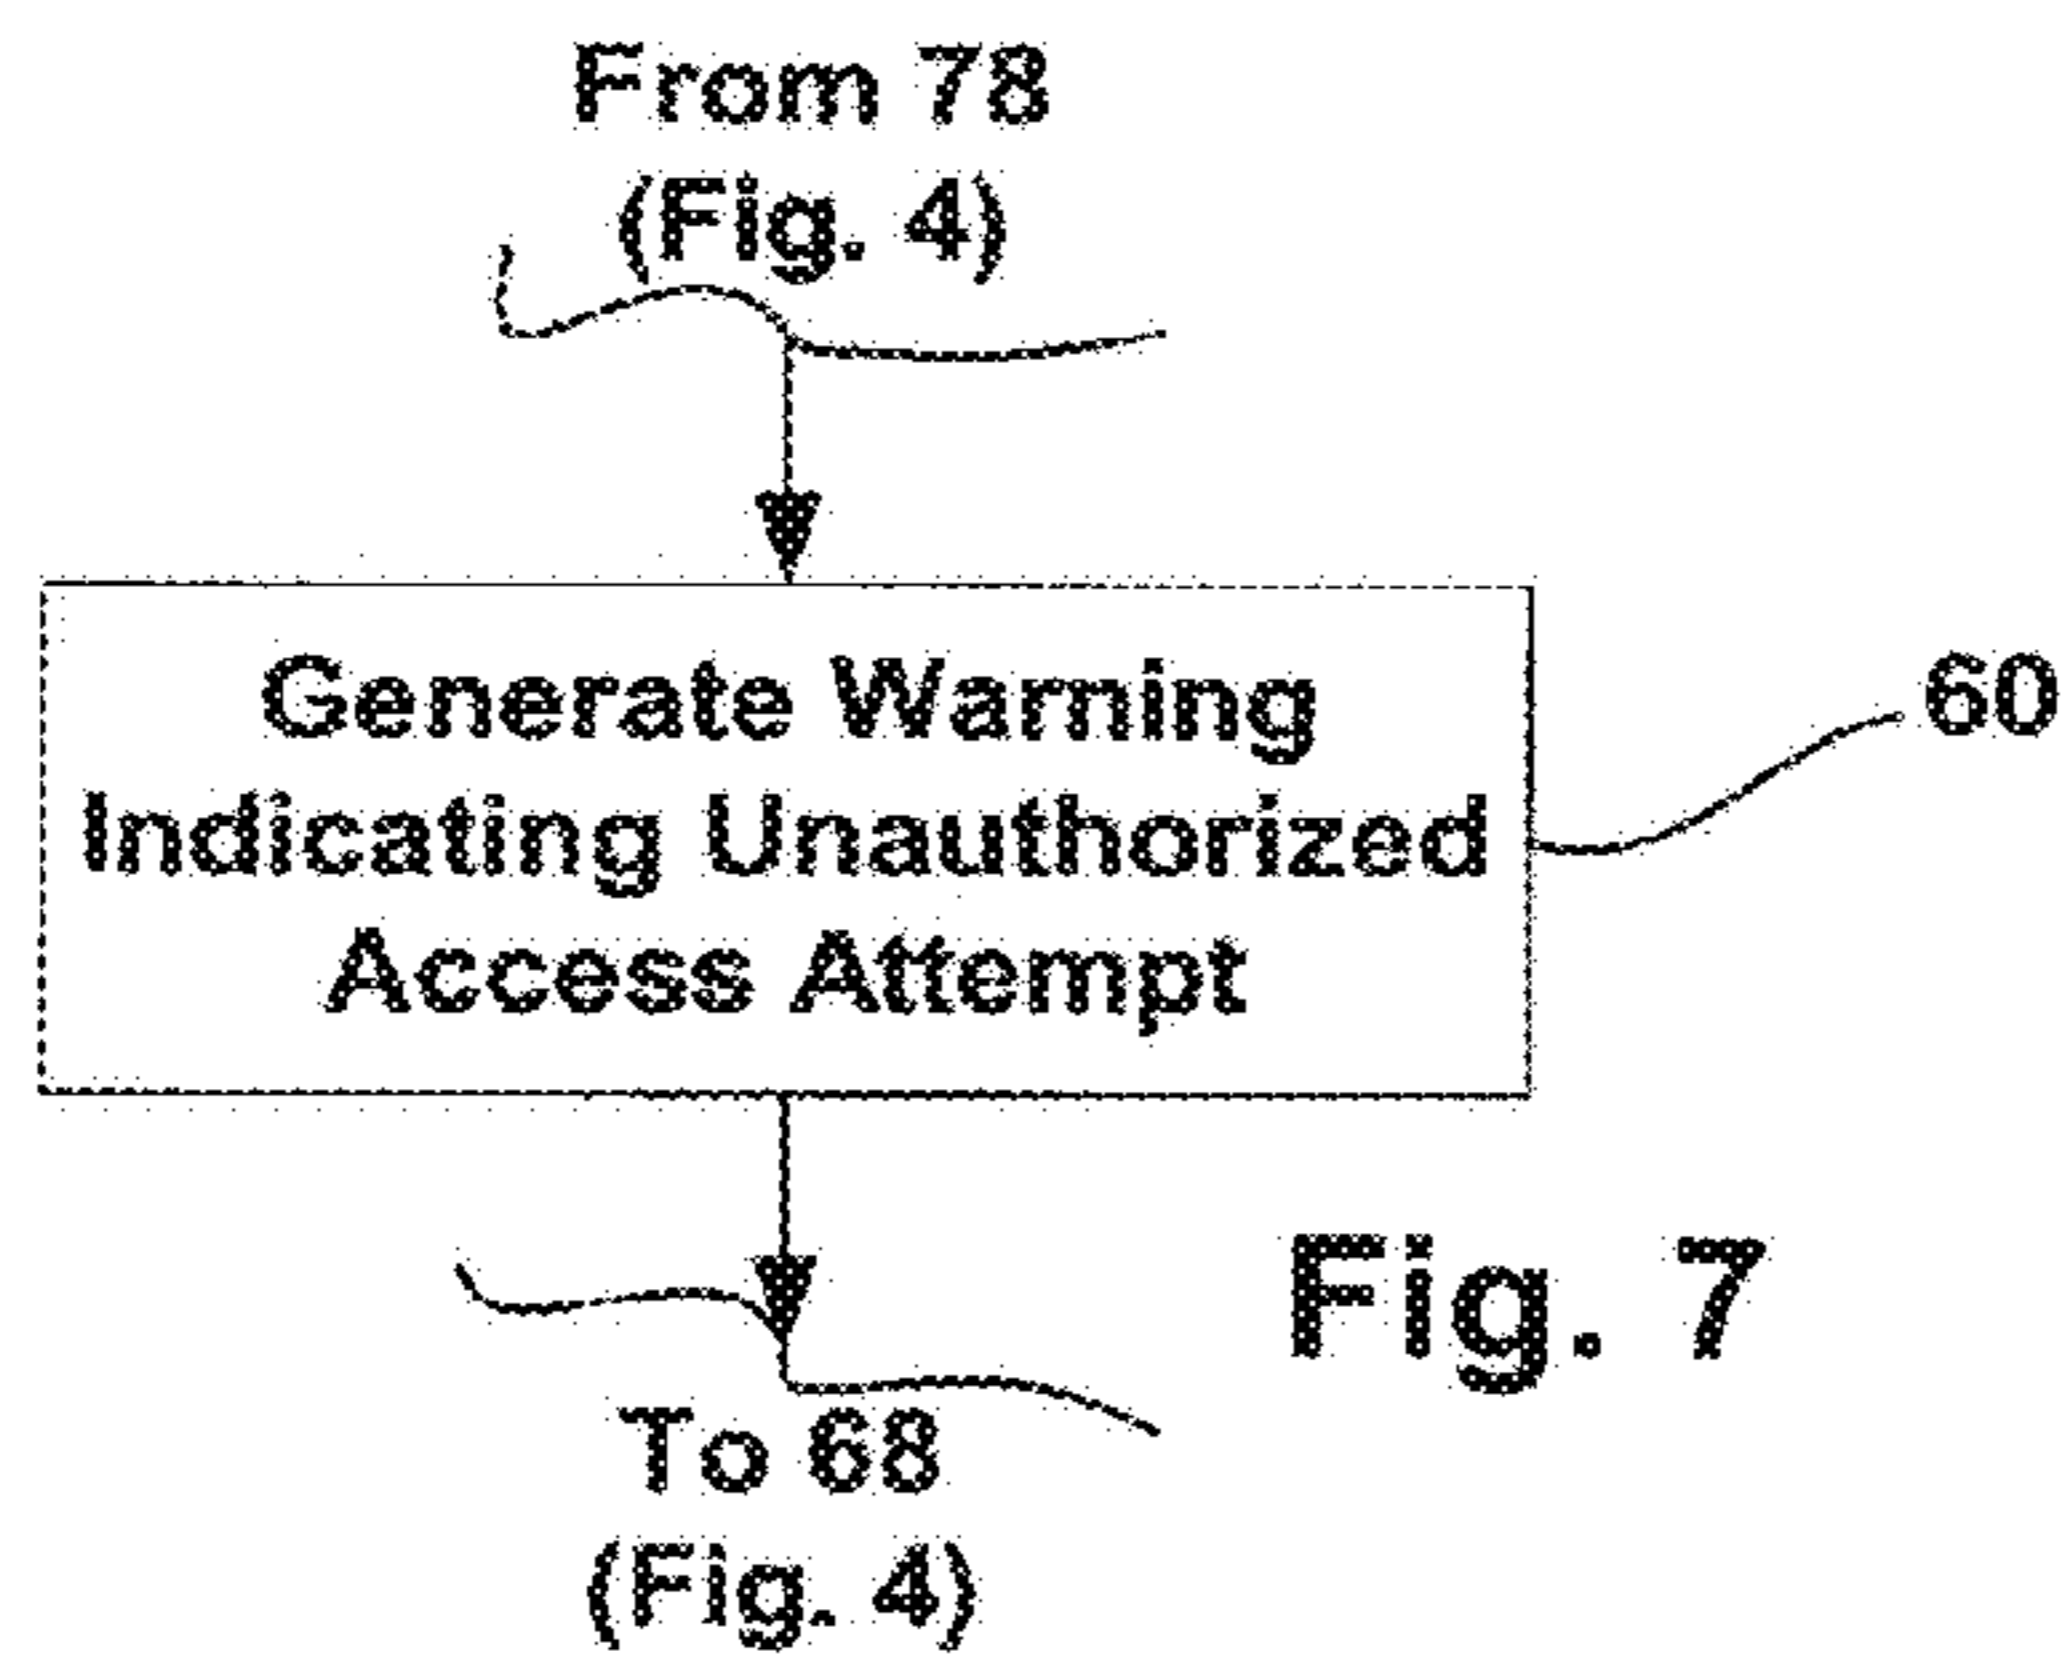 From 78
(Fig. 4)
Generate Warning
60
Indicating Unauthorized
Access Attempt
Fig. 7
To 68
(Fig. 4)